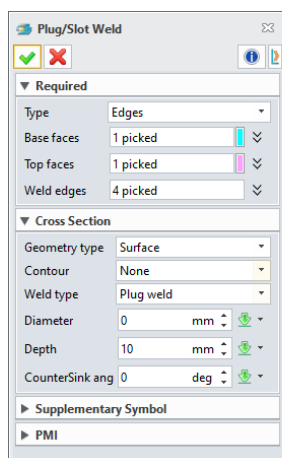 Plug/Slot Weld
Required
Type Edges
Base faces 1 picked
Top faces 1 picked
Weld edges 4 picked
Cross Section
Geometry type Surface
Contour None
Weld type Plug weld
Diameter 0 mm
Depth 10 mm
CounterSink ang 0 deg
Supplementary Symbol
PMI